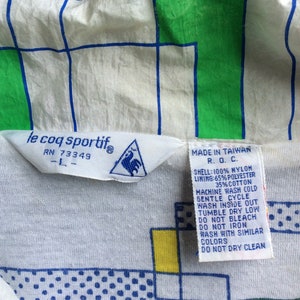 le coq sportif®
RN 73349
-L-
MADE IN TAIWAN
R. O. C.
SHELL:100% NYLON
LINING:65% POLYESTER
35% COTTON
MACHINE WASH COLD
GENTLE CYCLE
WASH INSIDE OUT
TUMBLE DRY LOW
DO NOT BLEACH
DO NOT IRON
WASH WITH SIMILAR
COLORS
DO NOT DRY CLEAN